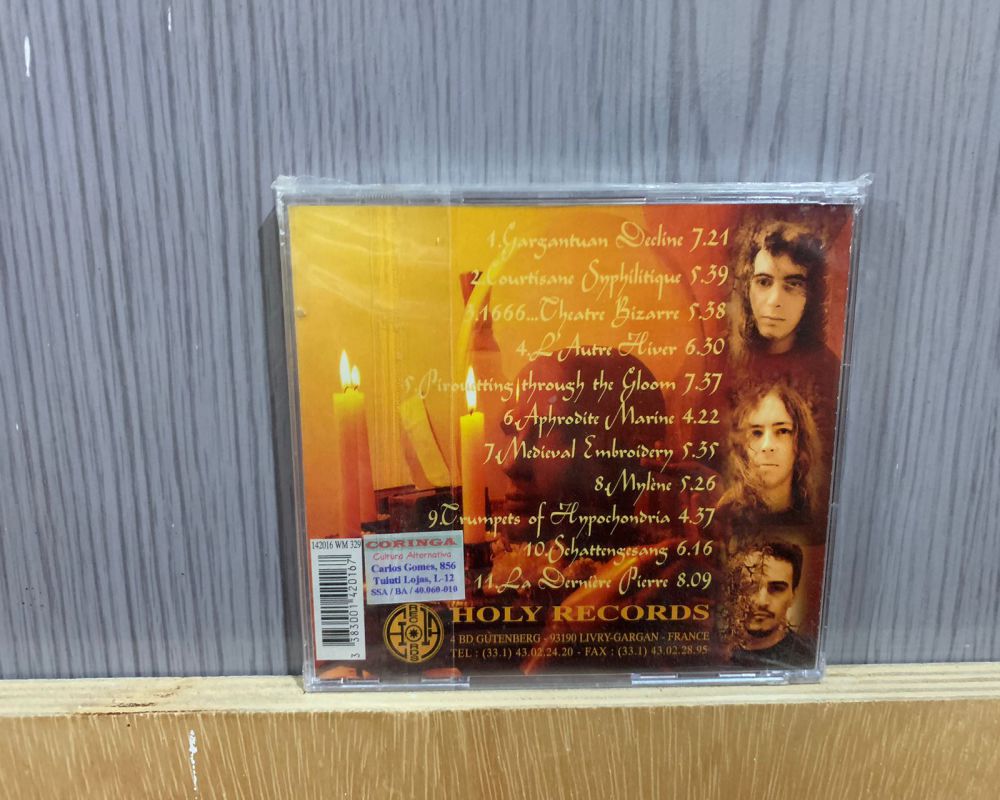 1.Gargantuan Decline 7.21
2.Courtisane Syphilitique 5.39
3.1666...Theatre Bizarre 5.38
4.L'Autre Hiver 6.30
5.Pirouetting through the Gloom 7.37
6.Aphrodite Marine 4.22
7.Medieval Embroidery 5.35
8.Mylène 5.26
9.Trumpets of Hypochondria 4.37
10.Schattengesang 6.16
11.La Dernière Pierre 8.09
142016 WM 329
3 383001 420167
CORINGA
Cultura Alternativa
Carlos Gomes, 856
Tuiuti Lojas, L-12
SSA / BA / 40.060-010
HOLY RECORDS
4 BD GÜTENBERG - 93190 LIVRY-GARGAN - FRANCE
TEL : (33.1) 43.02.24.20 - FAX : (33.1) 43.02.28.95